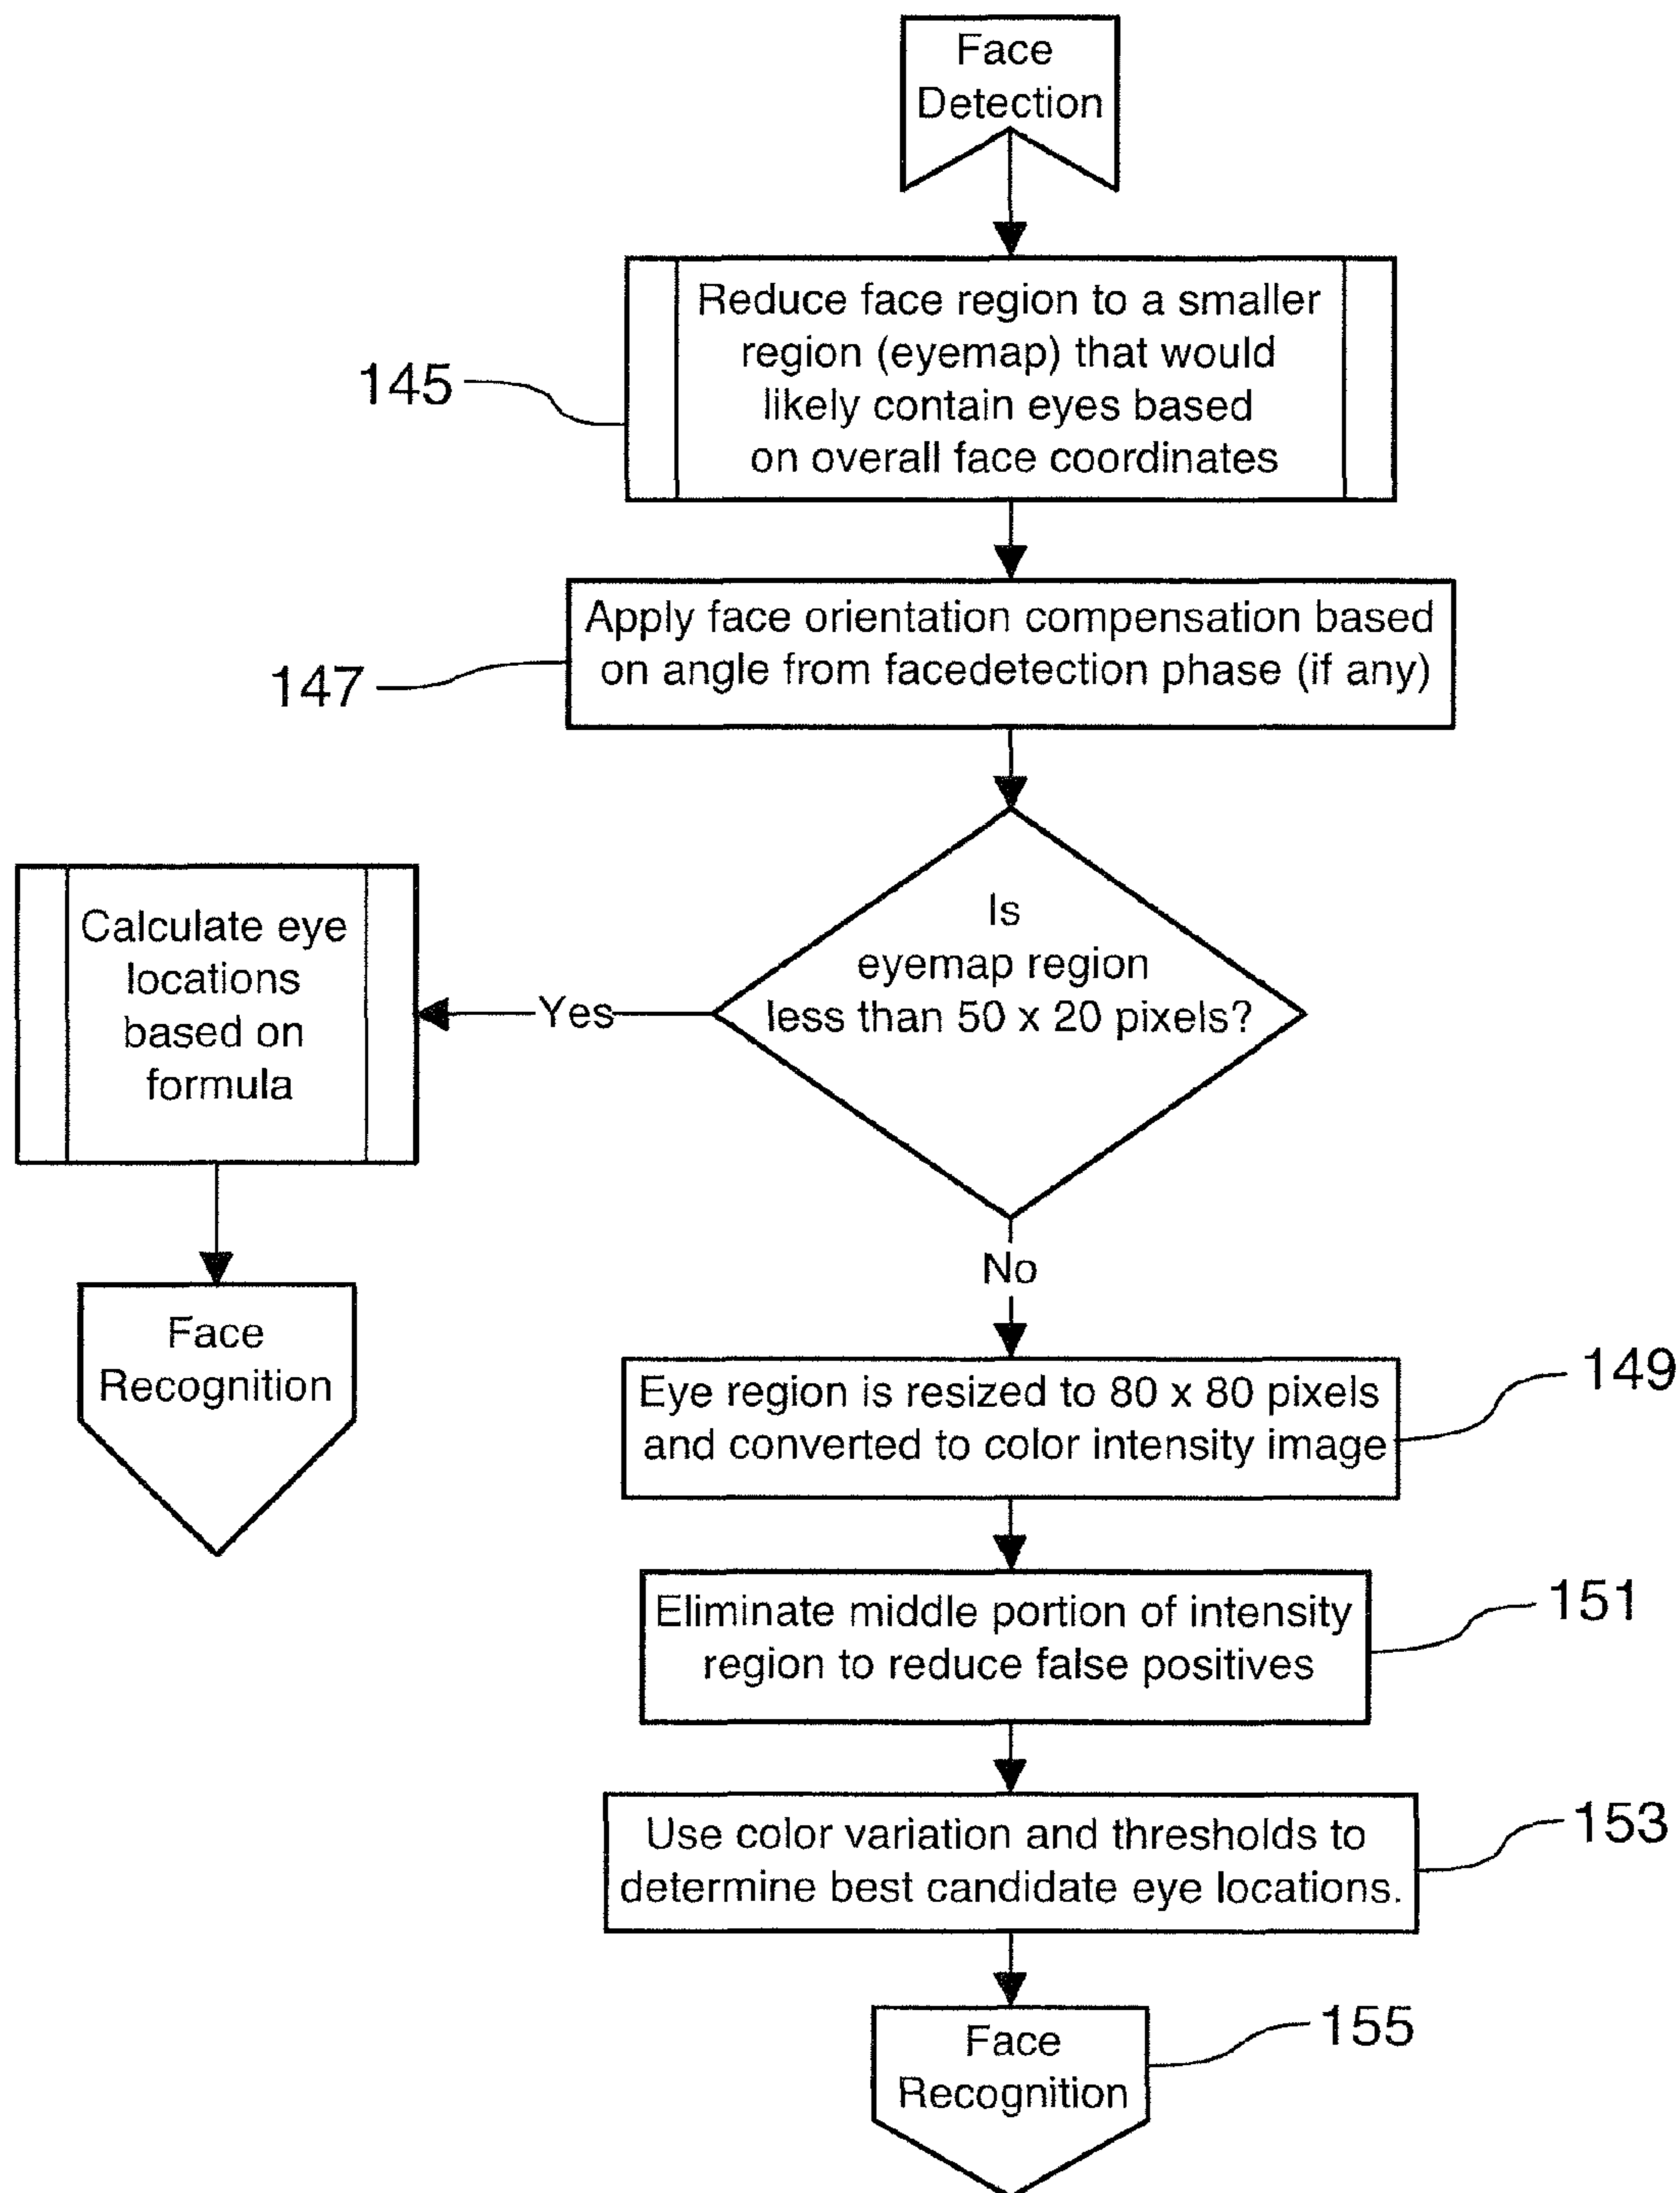 Face
Detection
Reduce face region to a smaller
region (eyemap) that would
likely contain eyes based
on overall face coordinates
145
Apply face orientation compensation based
on angle from facedetection phase (if any)
147
Is
eyemap region
less than 50 x 20 pixels?
Yes
Calculate eye
locations
based on
formula
Face
Recognition
No
Eye region is resized to 80 x 80 pixels
and converted to color intensity image
149
Eliminate middle portion of intensity
region to reduce false positives
151
Use color variation and thresholds to
determine best candidate eye locations.
153
Face
Recognition
155